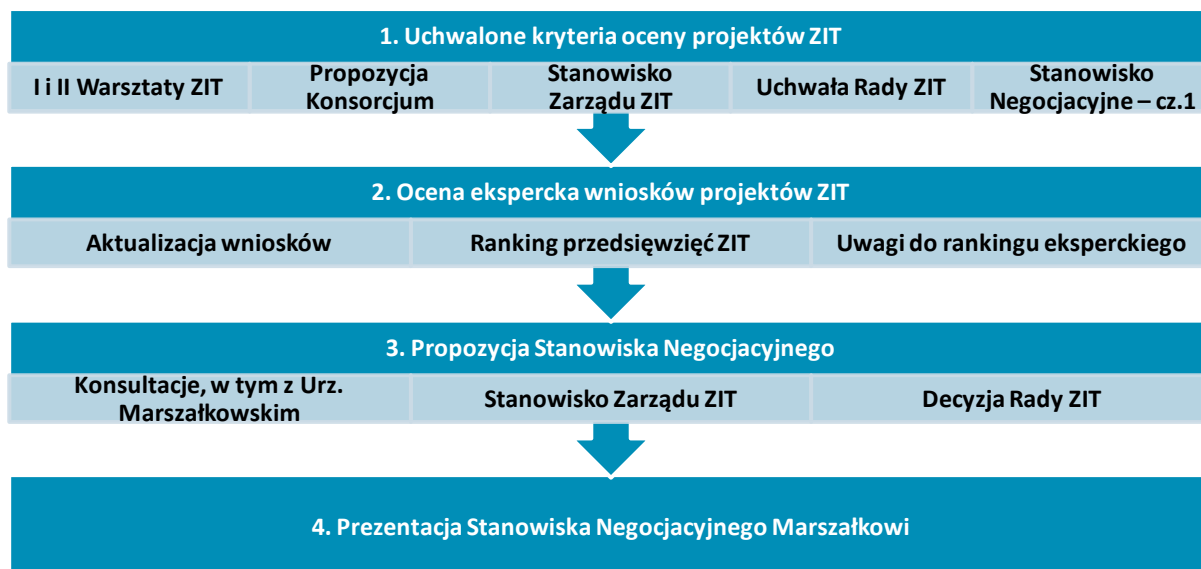 1. Uchwalone kryteria oceny projektów ZIT
I i II Warsztaty ZIT
Propozycja
Konsorcjum
Stanowisko
Zarządu ZIT
Uchwała Rady ZIT
Stanowisko
Negocjacyjne – cz.1
2. Ocena ekspercka wniosków projektów ZIT
Aktualizacja wniosków
Ranking przedsięwzięć ZIT
Uwagi do rankingu eksperckiego
3. Propozycja Stanowiska Negocjacyjnego
Konsultacje, w tym z Urz.
Marszałkowskim
Stanowisko Zarządu ZIT
Decyzja Rady ZIT
4. Prezentacja Stanowiska Negocjacyjnego Marszałkowi